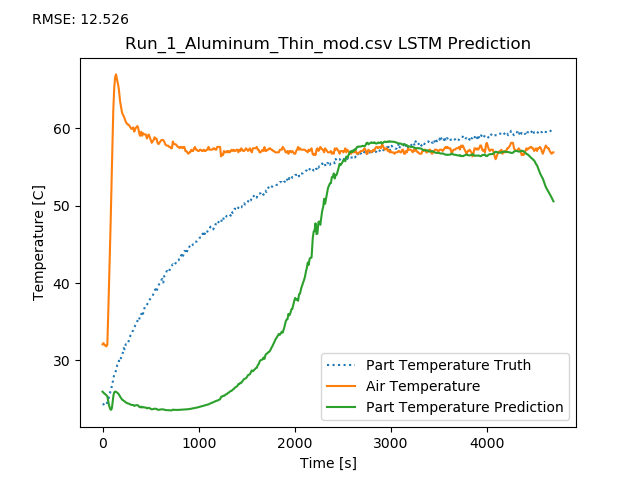 RMSE: 12.526
Run_1_Aluminum_Thin_mod.csv LSTM Prediction
Temperature [C]
60
50
40
30
Part Temperature Truth
Air Temperature
Part Temperature Prediction
0 1000 2000 3000 4000
Time [s]